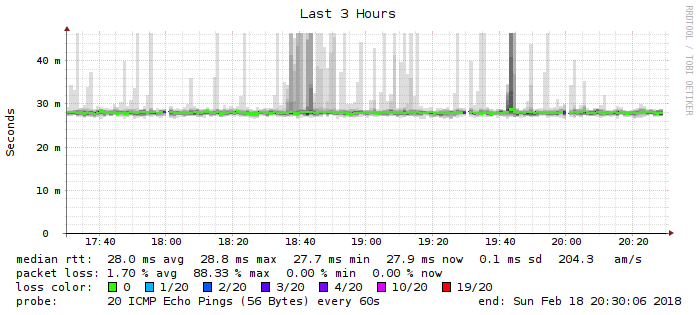 Last 3 Hours
RRDTOOL / TOBI OETIKER
Seconds
40 m
30 m
20 m
10 m
0
17:40 18:00 18:20 18:40 19:00 19:20 19:40 20:00 20:20
median rtt: 28.0 ms avg 28.8 ms max 27.7 ms min 27.9 ms now 0.1 ms sd 204.3 am/s
packet loss: 1.70 % avg 88.33 % max 0.00 % min 0.00 % now
loss color: 0 1/20 2/20 3/20 4/20 10/20 19/20
probe: 20 ICMP Echo Pings (56 Bytes) every 60s end: Sun Feb 18 20:30:06 2018